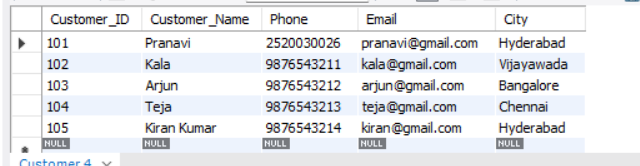 Customer_ID Customer_Name Phone Email City
101 Pranavi 2520030026 pranavi@gmail.com Hyderabad
102 Kala 9876543211 kala@gmail.com Vijayawada
103 Arjun 9876543212 arjun@gmail.com Bangalore
104 Teja 9876543213 teja@gmail.com Chennai
105 Kiran Kumar 9876543214 kiran@gmail.com Hyderabad
NULL NULL NULL NULL NULL
Customer 4